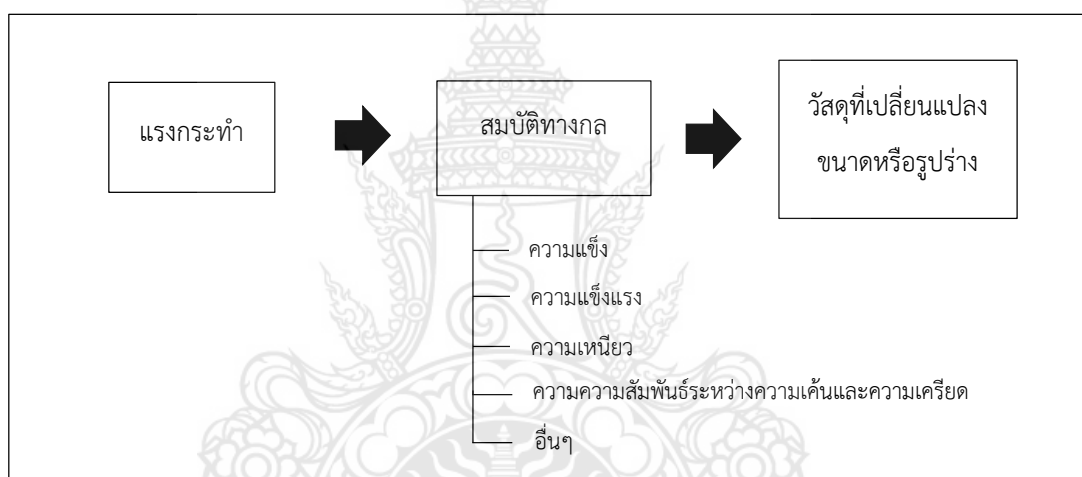 แรงกระทำ
สมบัติทางกล
วัสดุที่เปลี่ยนแปลง
ขนาดหรือรูปร่าง
ความแข็ง
ความแข็งแรง
ความเหนียว
ความความสัมพันธ์ระหว่างความเค้นและความเครียด
อื่นๆ